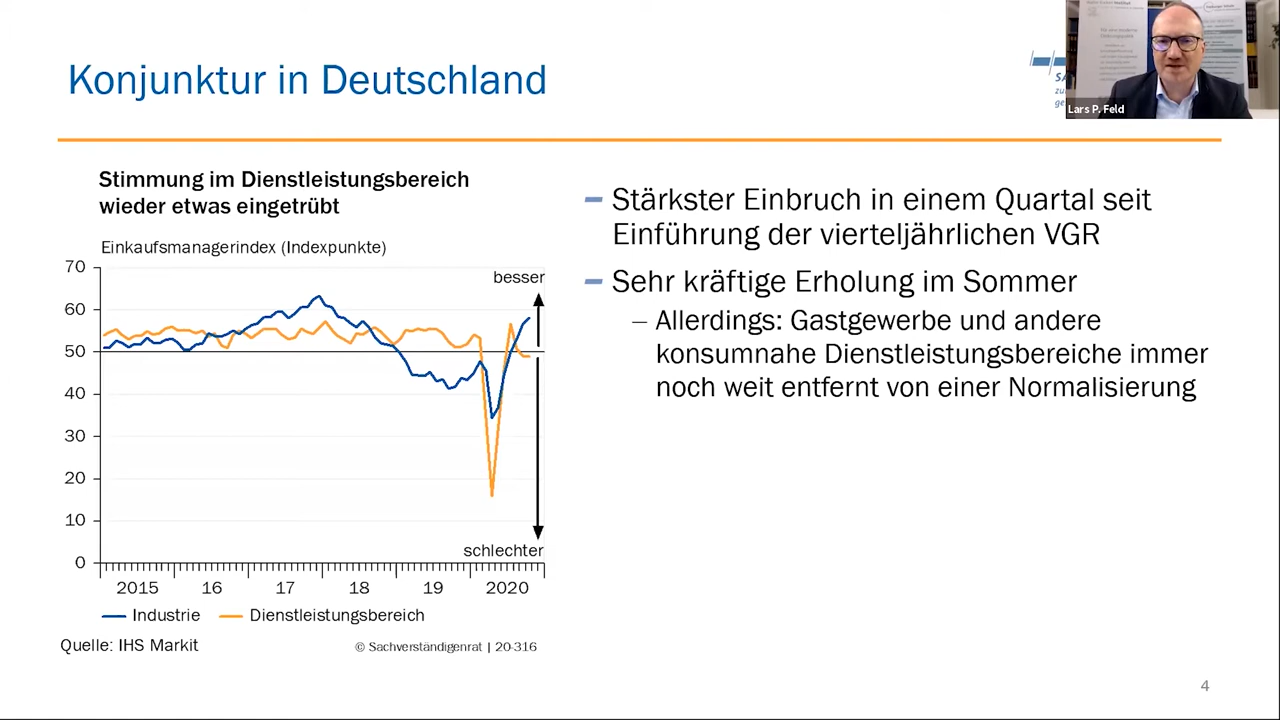 Konjunktur in Deutschland
Lars P. Feld
Stimmung im Dienstleistungsbereich
wieder etwas eingetrübt
Einkaufsmanagerindex (Indexpunkte)
70
60
50
40
30
20
10
0
besser
schlechter
2015 16 17 18 19 2020
Industrie Dienstleistungsbereich
Quelle: IHS Markit
© Sachverständigenrat | 20-316
Stärkster Einbruch in einem Quartal seit
Einführung der vierteljährlichen VGR
Sehr kräftige Erholung im Sommer
– Allerdings: Gastgewerbe und andere
konsumnahe Dienstleistungsbereiche immer
noch weit entfernt von einer Normalisierung
4